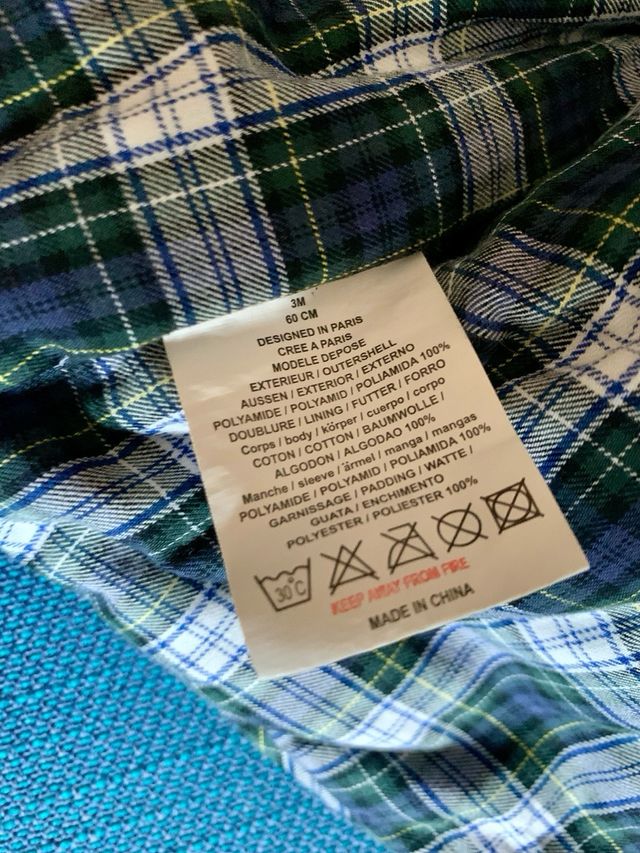 3M
60 CM
DESIGNED IN PARIS
CREE A PARIS
MODELE DEPOSE
EXTERIEUR / OUTERSHELL
AUSSEN / EXTERIOR / EXTERNO
POLYAMIDE / POLYAMID / POLIAMIDA 100%
DOUBLURE / LINING / FUTTER / FORRO
Corps / body / körper / cuerpo / corpo
COTON / COTTON / BAUMWOLLE /
ALGODON / ALGODAO 100%
Manche / sleeve / ärmel / manga / mangas
POLYAMIDE / POLYAMID / POLIAMIDA 100%
GARNISSAGE / PADDING / WATTE /
GUATA / ENCHIMENTO
POLYESTER / POLIESTER 100%
30°C
KEEP AWAY FROM FIRE
MADE IN CHINA